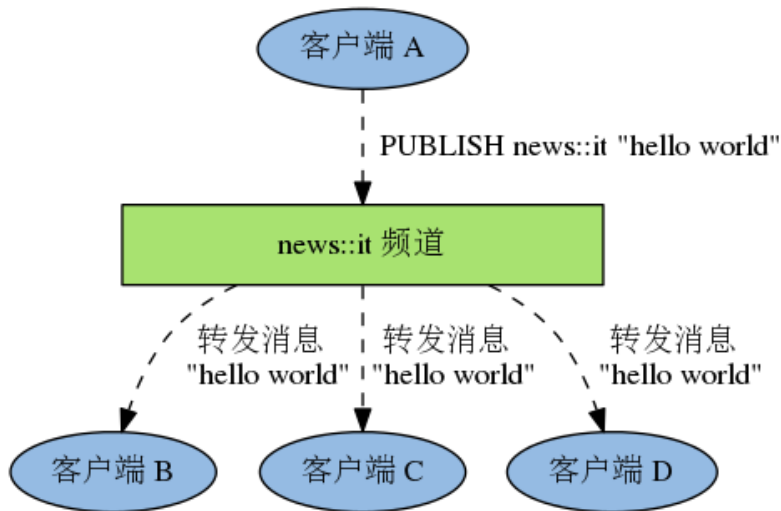 客户端 A
PUBLISH news::it "hello world"
news::it 频道
转发消息
"hello world"
转发消息
"hello world"
转发消息
"hello world"
客户端 B
客户端 C
客户端 D